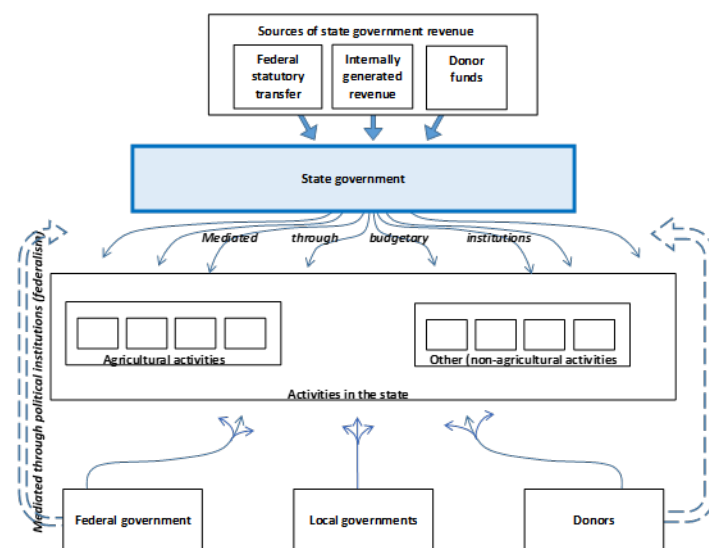 Sources of state government revenue
Federal
statutory
transfer
Internally
generated
revenue
Donor
funds
State government
Mediated through budgetary institutions
Mediated through political institutions (federalism)
Agricultural activities
Other (non-agricultural activities
Activities in the state
Federal government
Local governments
Donors